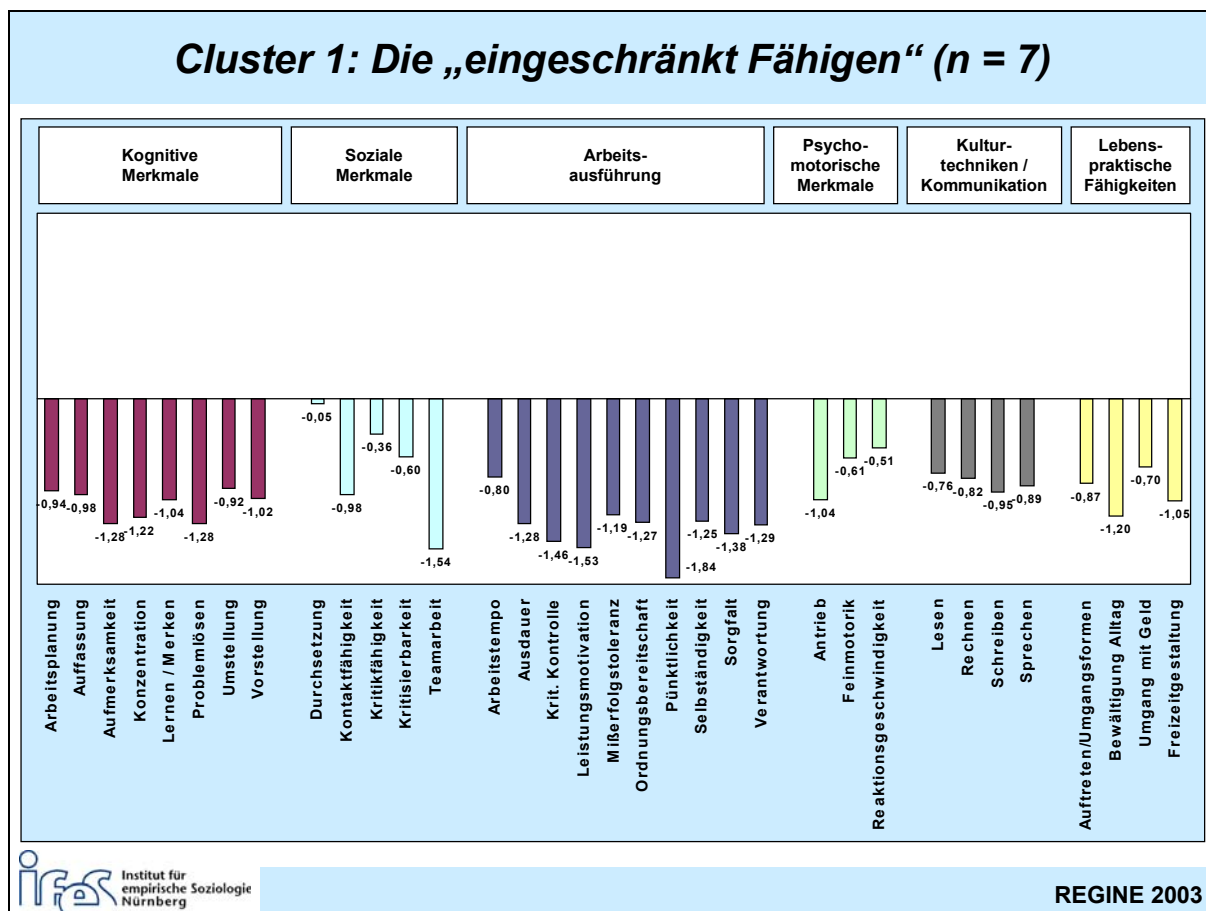 Cluster 1: Die „eingeschränkt Fähigen“ (n = 7)
Kognitive
Merkmale
Soziale
Merkmale
Arbeits-
ausführung
Psycho-
motorische
Merkmale
Kultur-
techniken /
Kommunikation
Lebens-
praktische
Fähigkeiten
-0,94
-0,98
-1,28
-1,22
-1,04
-1,28
-0,92
-1,02
-0,05
-0,98
-0,36
-0,60
-1,54
-0,80
-1,28
-1,46
-1,53
-1,19
-1,27
-1,84
-1,25
-1,38
-1,29
-1,04
-0,61
-0,51
-0,76
-0,82
-0,95
-0,89
-0,87
-1,20
-0,70
-1,05
Arbeitsplanung
Auffassung
Aufmerksamkeit
Konzentration
Lernen / Merken
Problemlösen
Umstellung
Vorstellung
Durchsetzung
Kontaktfähigkeit
Kritikfähigkeit
Kritisierbarkeit
Teamarbeit
Arbeitstempo
Ausdauer
Krit. Kontrolle
Leistungsmotivation
Mißerfolgstoleranz
Ordnungsbereitschaft
Pünktlichkeit
Selbständigkeit
Sorgfalt
Verantwortung
Antrieb
Feinmotorik
Reaktionsgeschwindigkeit
Lesen
Rechnen
Schreiben
Sprechen
Auftreten/Umgangsformen
Bewältigung Alltag
Umgang mit Geld
Freizeitgestaltung
ifes
Institut für
empirische Soziologie
Nürnberg
REGINE 2003